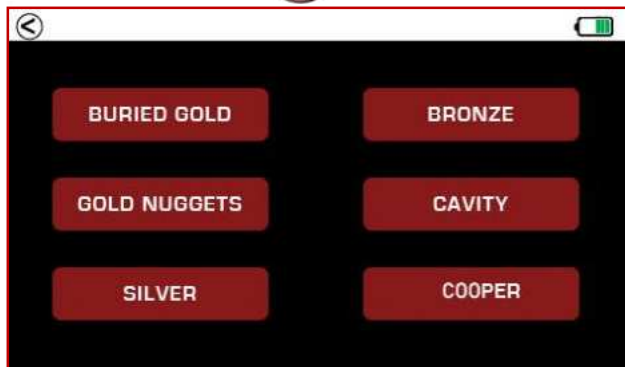 BURIED GOLD
BRONZE
GOLD NUGGETS
CAVITY
SILVER
COOPER